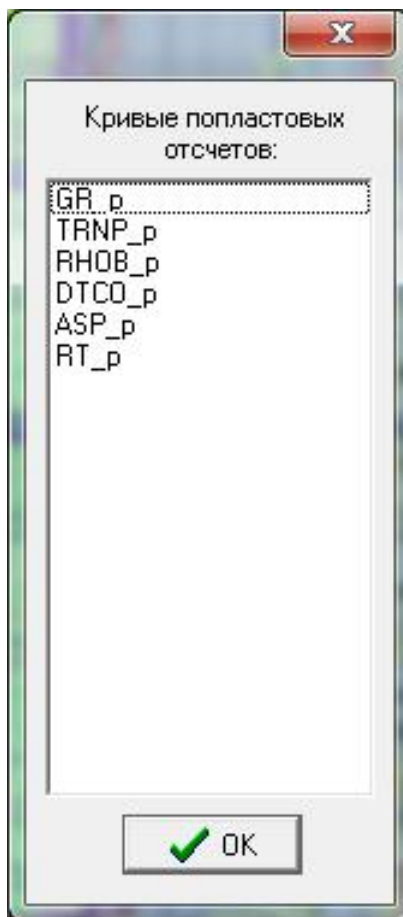 Кривые попластовых
отсчетов:
GR_p
TRNP_p
RHOB_p
DTCO_p
ASP_p
RT_p
OK